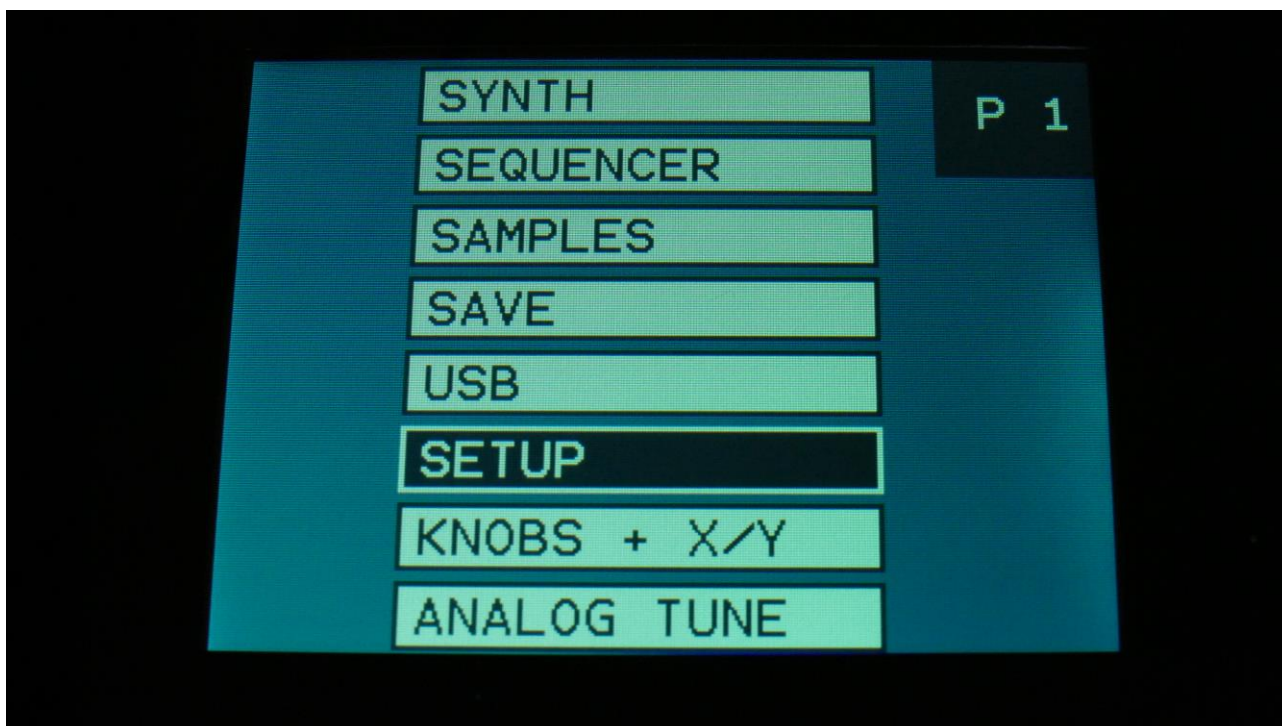 SYNTH
P 1
SEQUENCER
SAMPLES
SAVE
USB
SETUP
KNOBS + X/Y
ANALOG TUNE